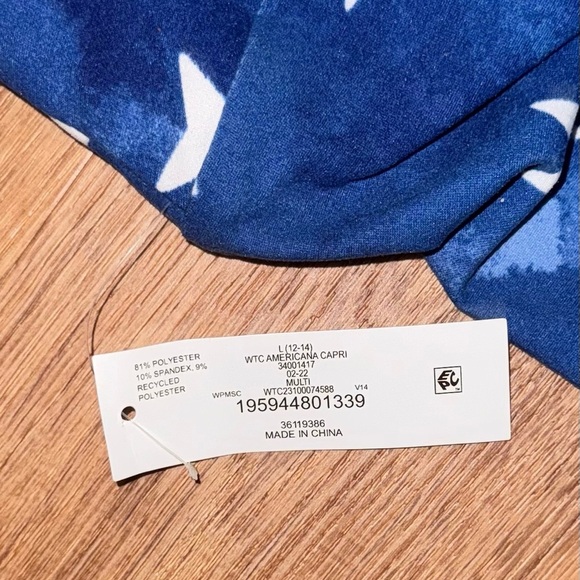 81% POLYESTER
10% SPANDEX, 9%
RECYCLED
POLYESTER
L (12-14)
WTC AMERICANA CAPRI
34001417
02-22
MULTI
WPMSC WTC23100074588 V14
195944801339
36119386
MADE IN CHINA